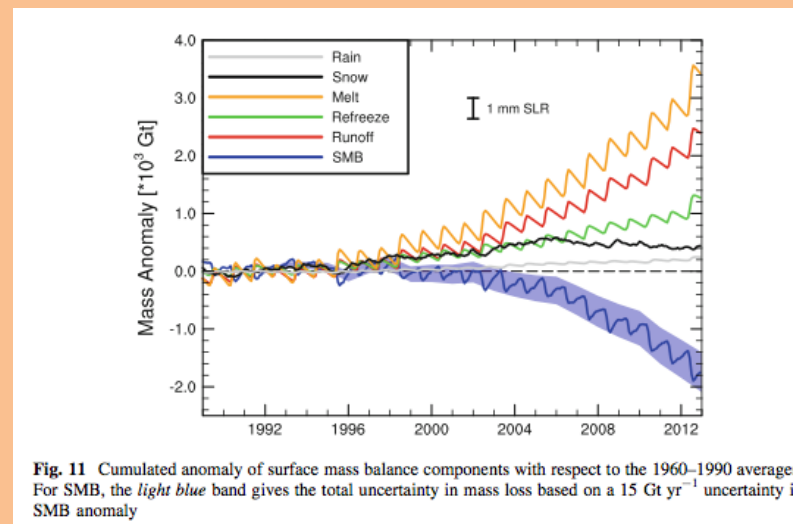 4.0
3.0
2.0
1.0
0.0
-1.0
-2.0
Mass Anomaly [*10³ Gt]
Rain
Snow
Melt
Refreeze
Runoff
SMB
1 mm SLR
1992 1996 2000 2004 2008 2012
Fig. 11 Cumulated anomaly of surface mass balance components with respect to the 1960–1990 averages
For SMB, the light blue band gives the total uncertainty in mass loss based on a 15 Gt yr⁻¹ uncertainty i
SMB anomaly